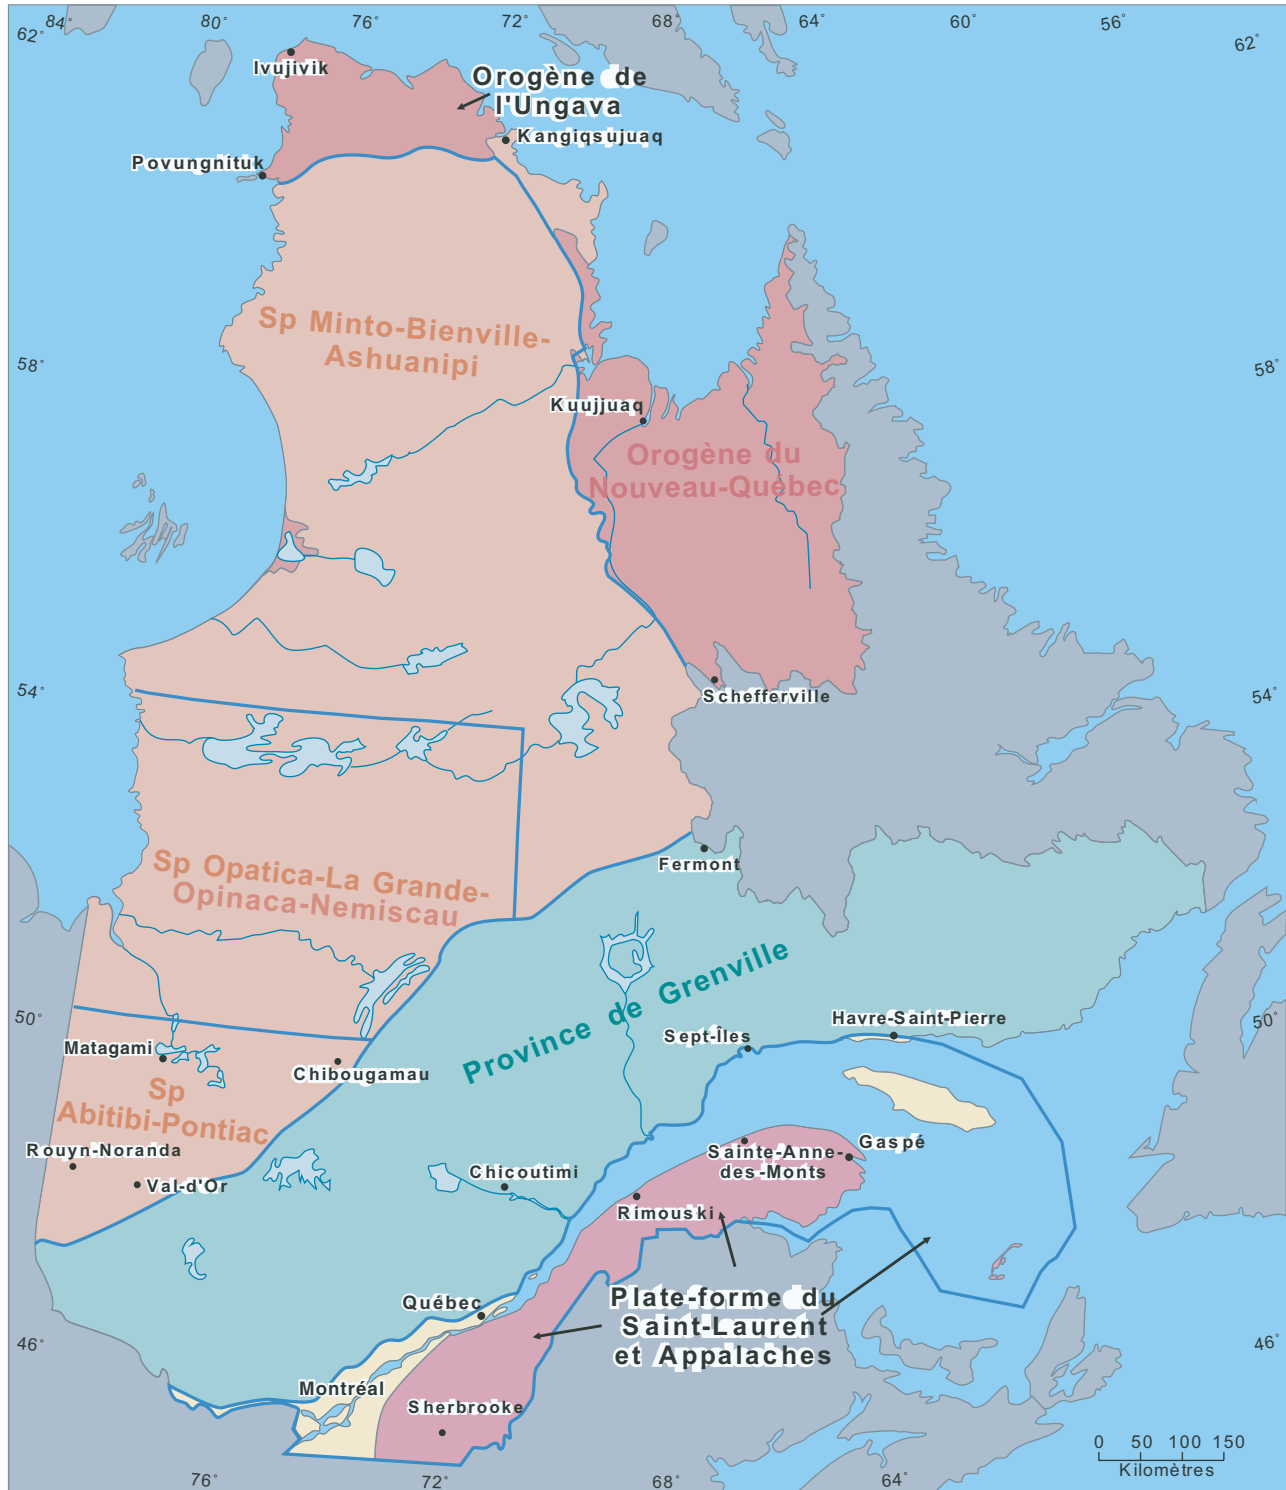 84°
80°
76°
72°
68°
64°
60°
56°
62°
62°
Ivujivik
Orogène de
l'Ungava
Kangiqsujuaq
Povungnituk
Sp Minto-Bienville-
Ashuanipi
58°
58°
Kuujjuaq
Orogène du
Nouveau-Québec
54°
54°
Schefferville
Fermont
Sp Opatica-La Grande-
Opinaca-Nemiscau
Province de Grenville
50°
50°
Havre-Saint-Pierre
Sept-Îles
Matagami
Chibougamau
Sp
Abitibi-Pontiac
Rouyn-Noranda
Val-d'Or
Chicoutimi
Sainte-Anne-
des-Monts
Gaspé
Rimouski
Québec
Plate-forme du
Saint-Laurent
et Appalaches
46°
46°
Montréal
Sherbrooke
0 50 100 150
Kilomètres
76°
72°
68°
64°